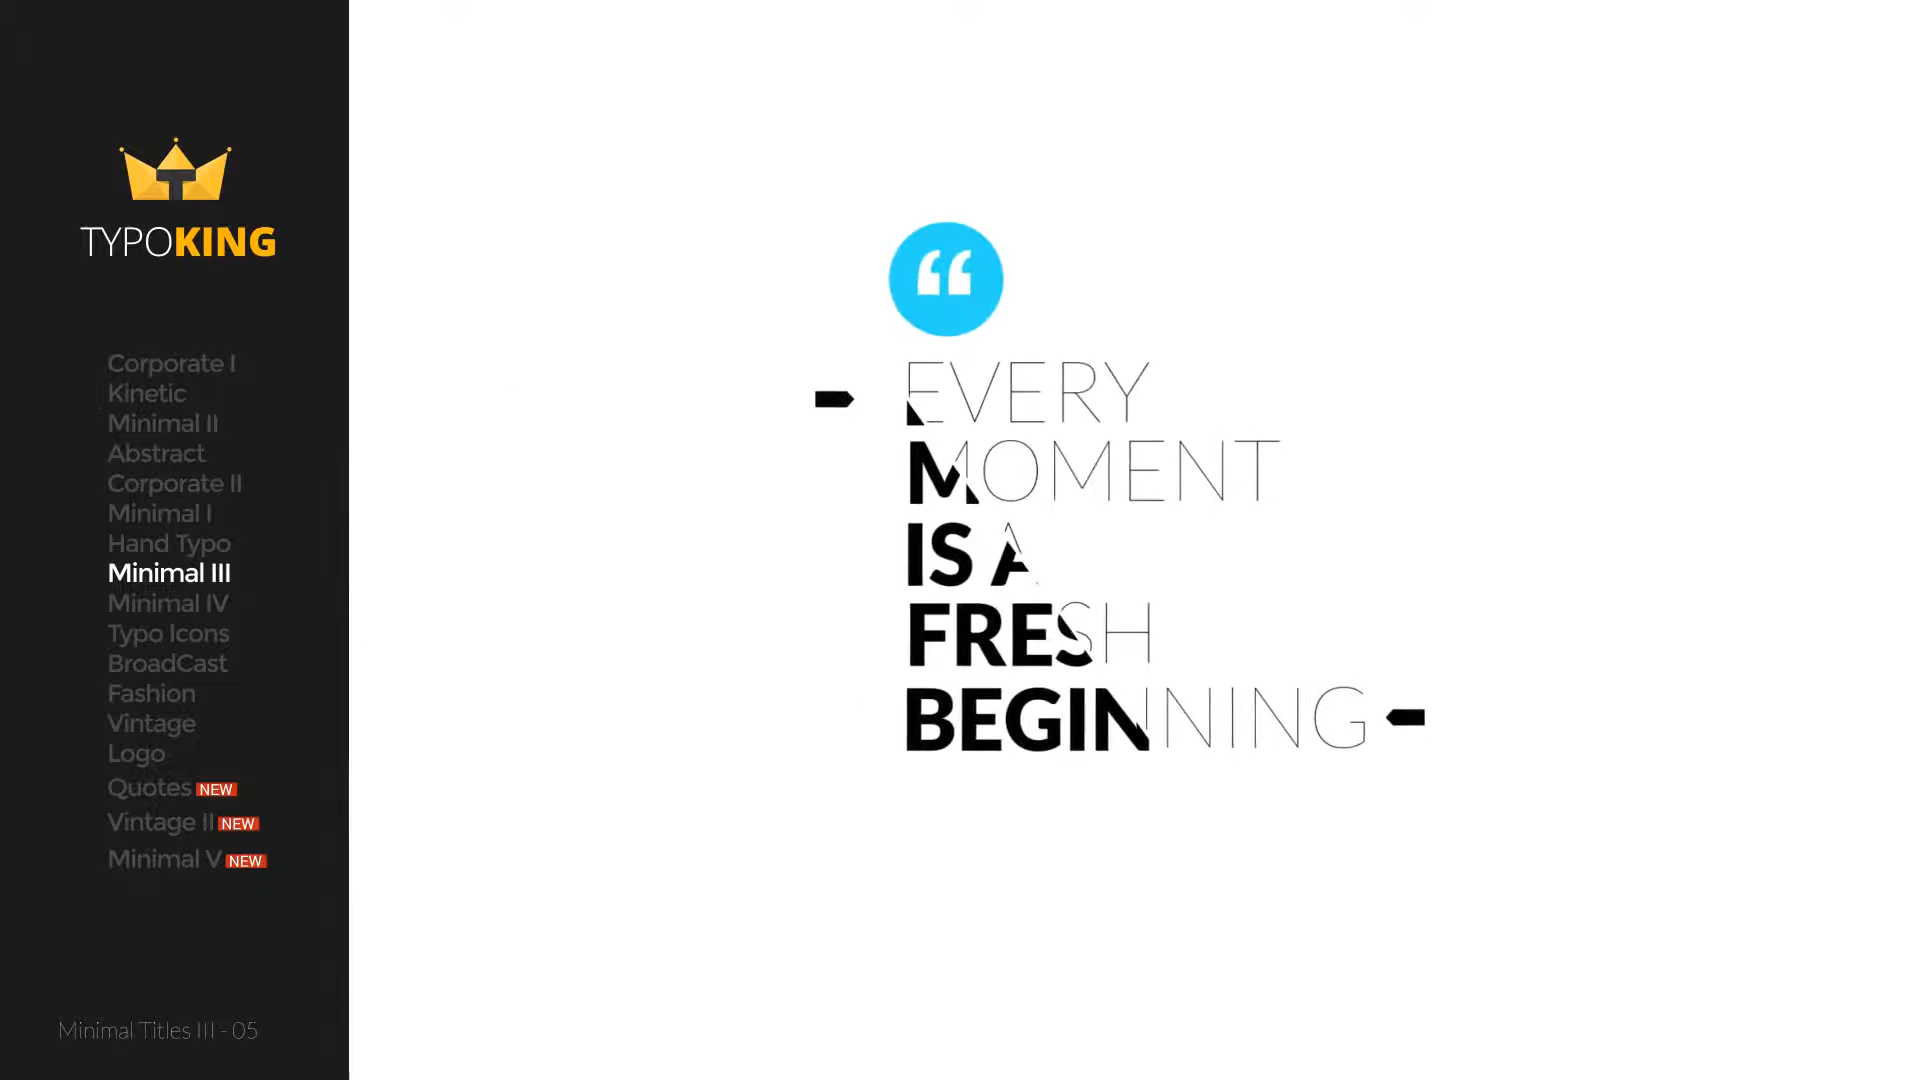 TYPOKING
Corporate I
Kinetic
Minimal II
Abstract
Corporate II
Minimal I
Hand Typo
Minimal III
Minimal IV
Typo Icons
BroadCast
Fashion
Vintage
Logo
Quotes NEW
Vintage II NEW
Minimal V NEW
Minimal Titles III - 05
“
EVERY
MOMENT
IS A
FRESH
BEGINNING